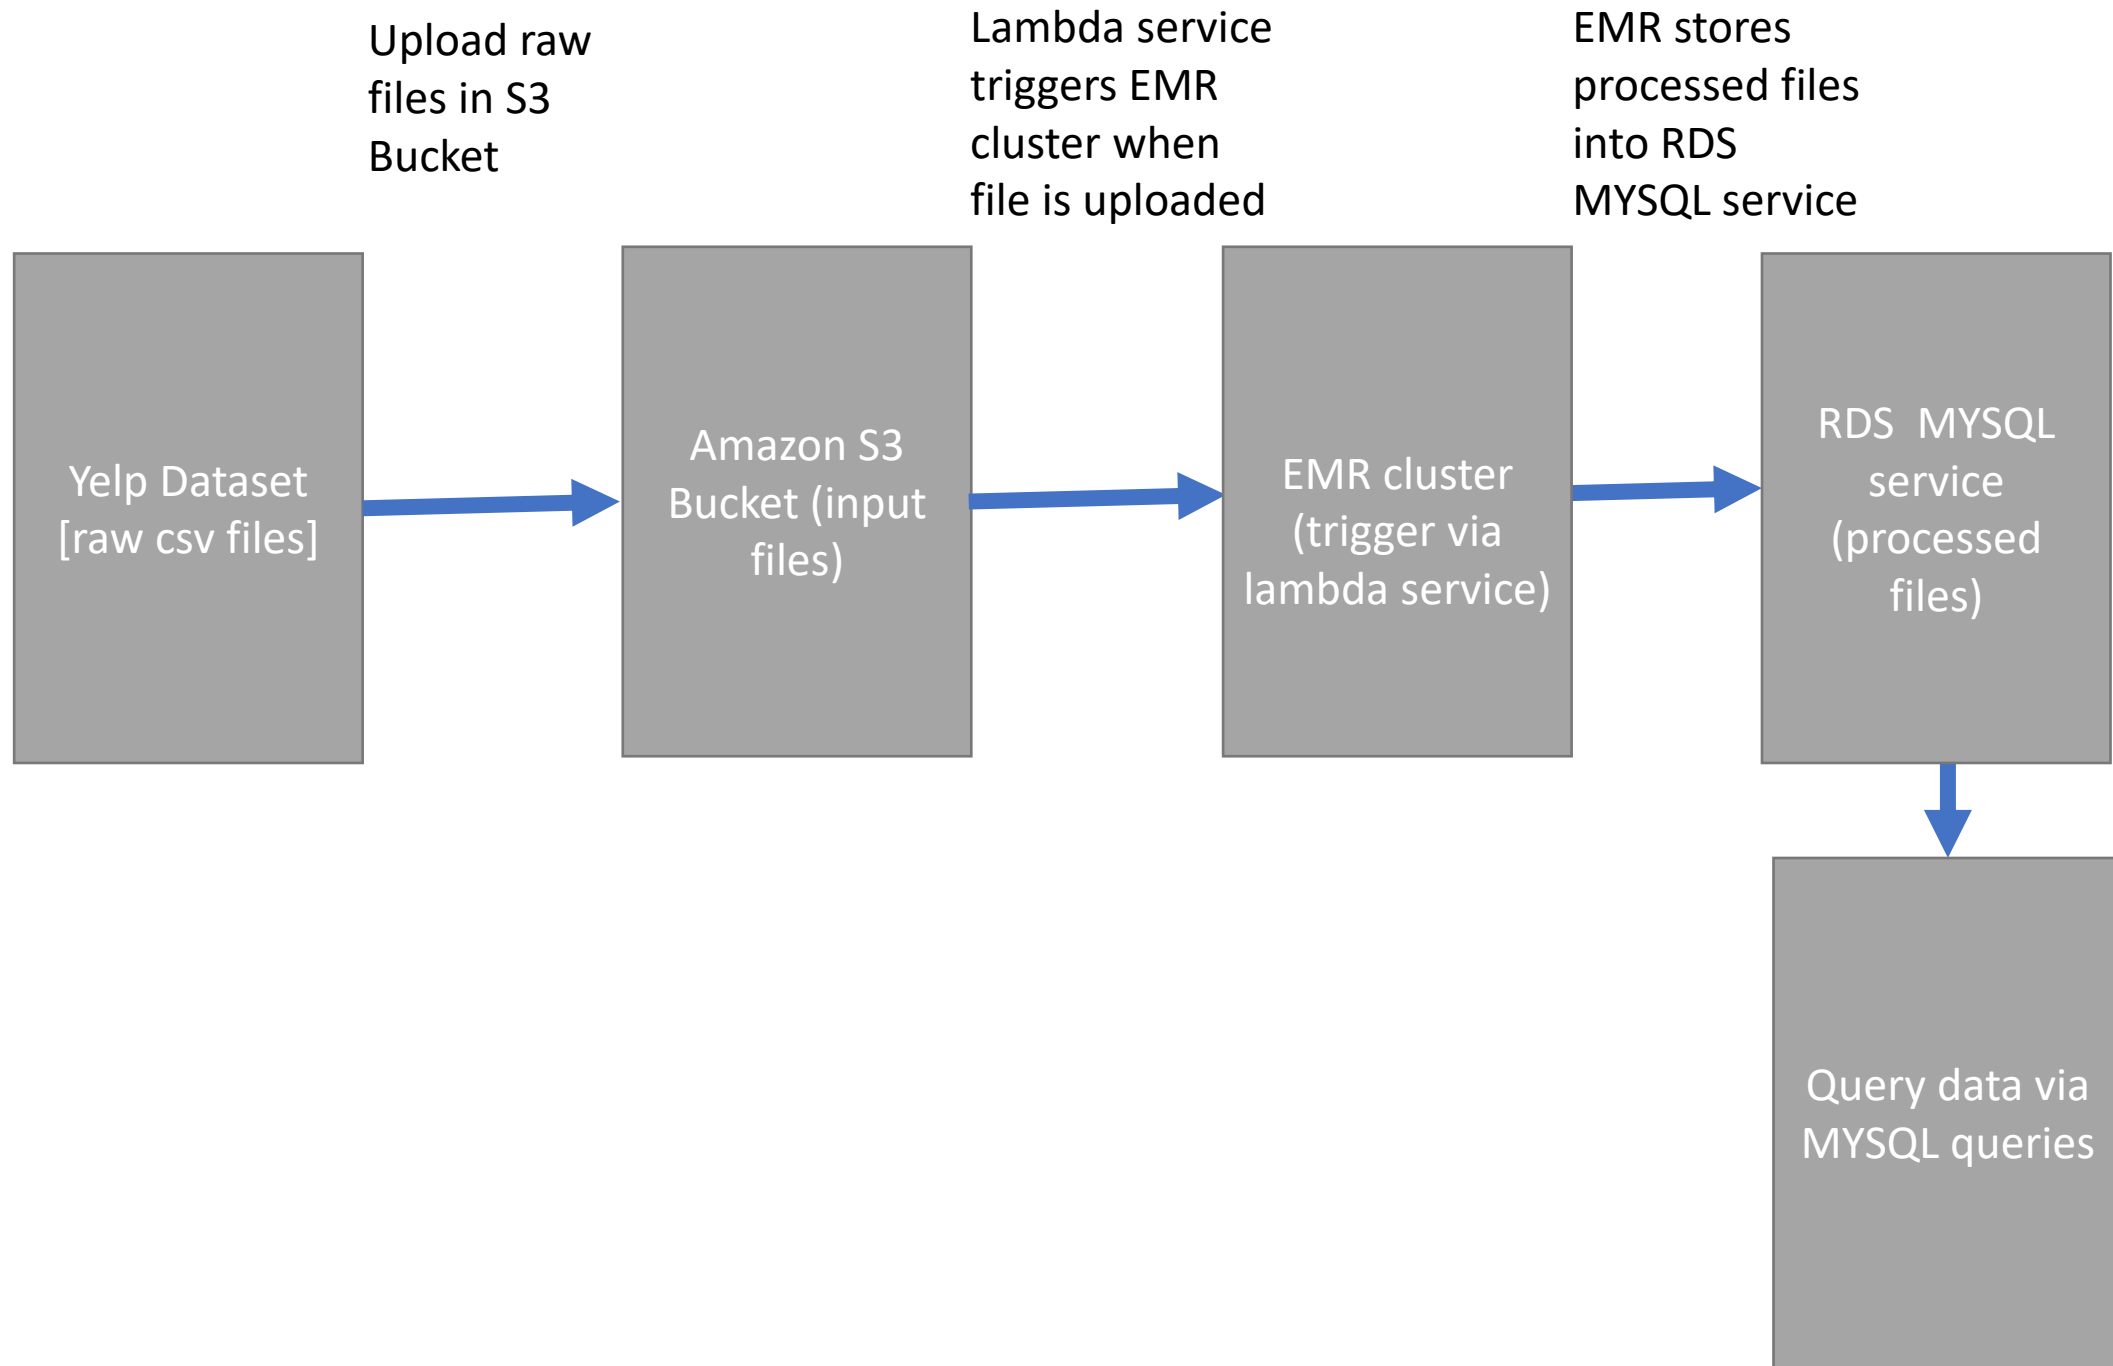 Upload raw
files in S3
Bucket
Lambda service
triggers EMR
cluster when
file is uploaded
EMR stores
processed files
into RDS
MYSQL service
Yelp Dataset
[raw csv files]
Amazon S3
Bucket (input
files)
EMR cluster
(trigger via
lambda service)
RDS  MYSQL
service
(processed
files)
Query data via
MYSQL queries